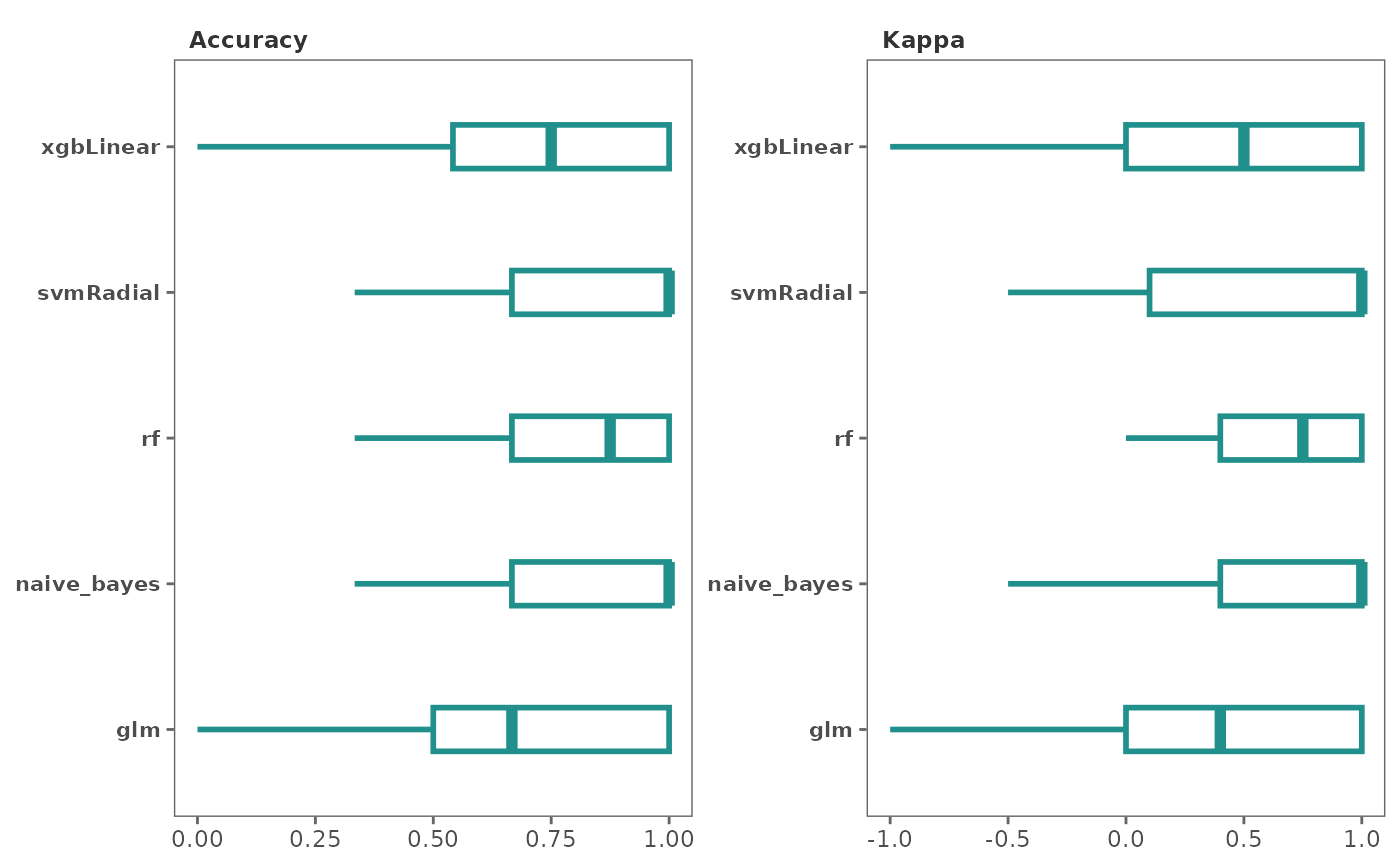 Accuracy
xgbLinear
svmRadial
rf
naive_bayes
glm
0.00 0.25 0.50 0.75 1.00
Kappa
xgbLinear
svmRadial
rf
naive_bayes
glm
-1.0 -0.5 0.0 0.5 1.0